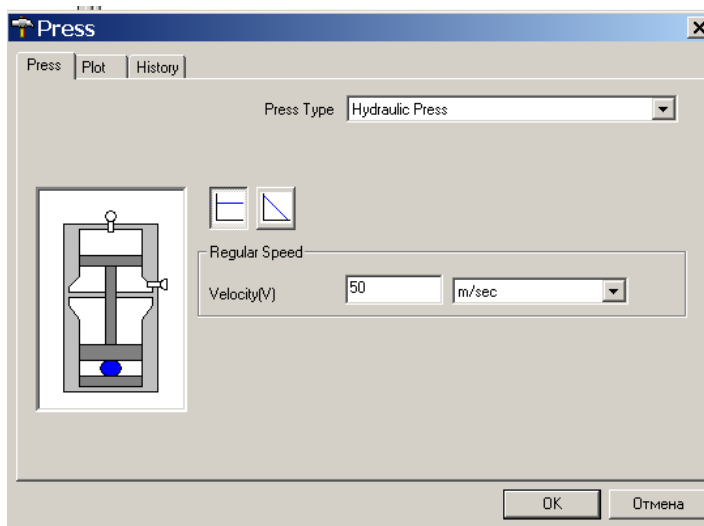 Press
Press Plot History
Press Type Hydraulic Press
Regular Speed
Velocity(V) 50 m/sec
OK Отмена